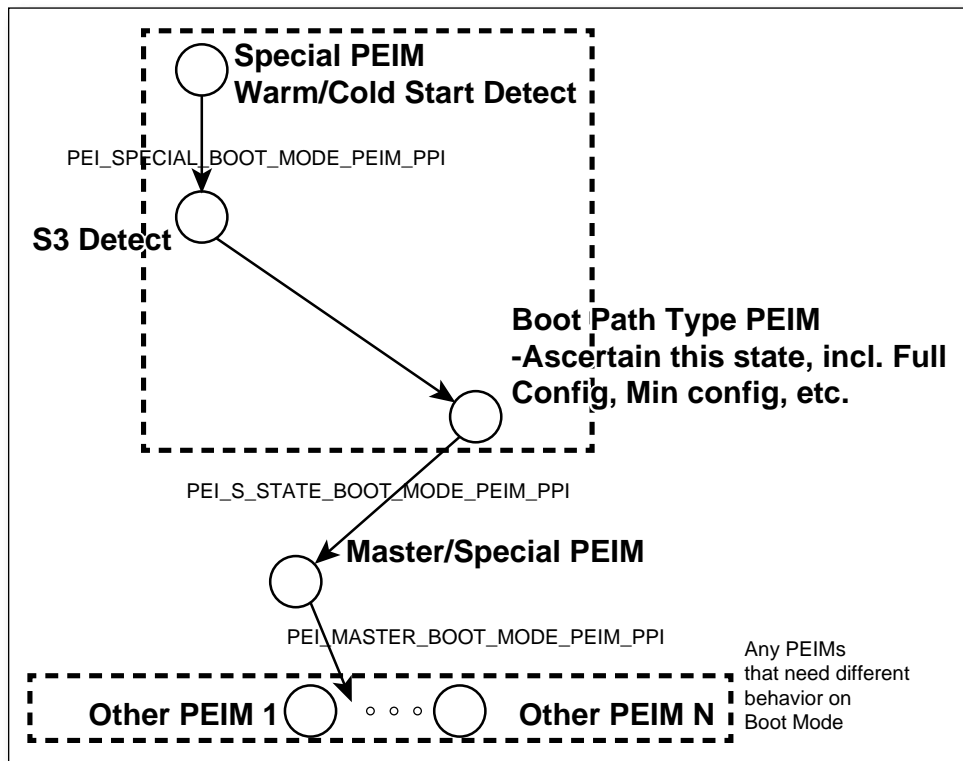 Special PEIM
Warm/Cold Start Detect
PEI_SPECIAL_BOOT_MODE_PEIM_PPI
S3 Detect
Boot Path Type PEIM
-Ascertain this state, incl. Full
Config, Min config, etc.
PEI_S_STATE_BOOT_MODE_PEIM_PPI
Master/Special PEIM
PEI_MASTER_BOOT_MODE_PEIM_PPI
Any PEIMs
that need different
behavior on
Boot Mode
Other PEIM 1
Other PEIM N